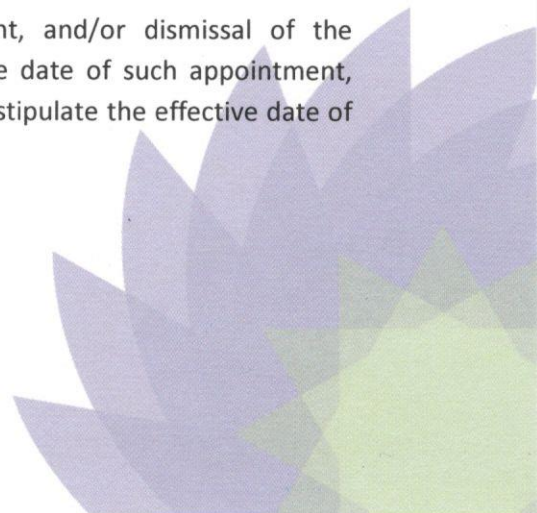 nt, and/or dismissal of the
e date of such appointment,
stipulate the effective date of